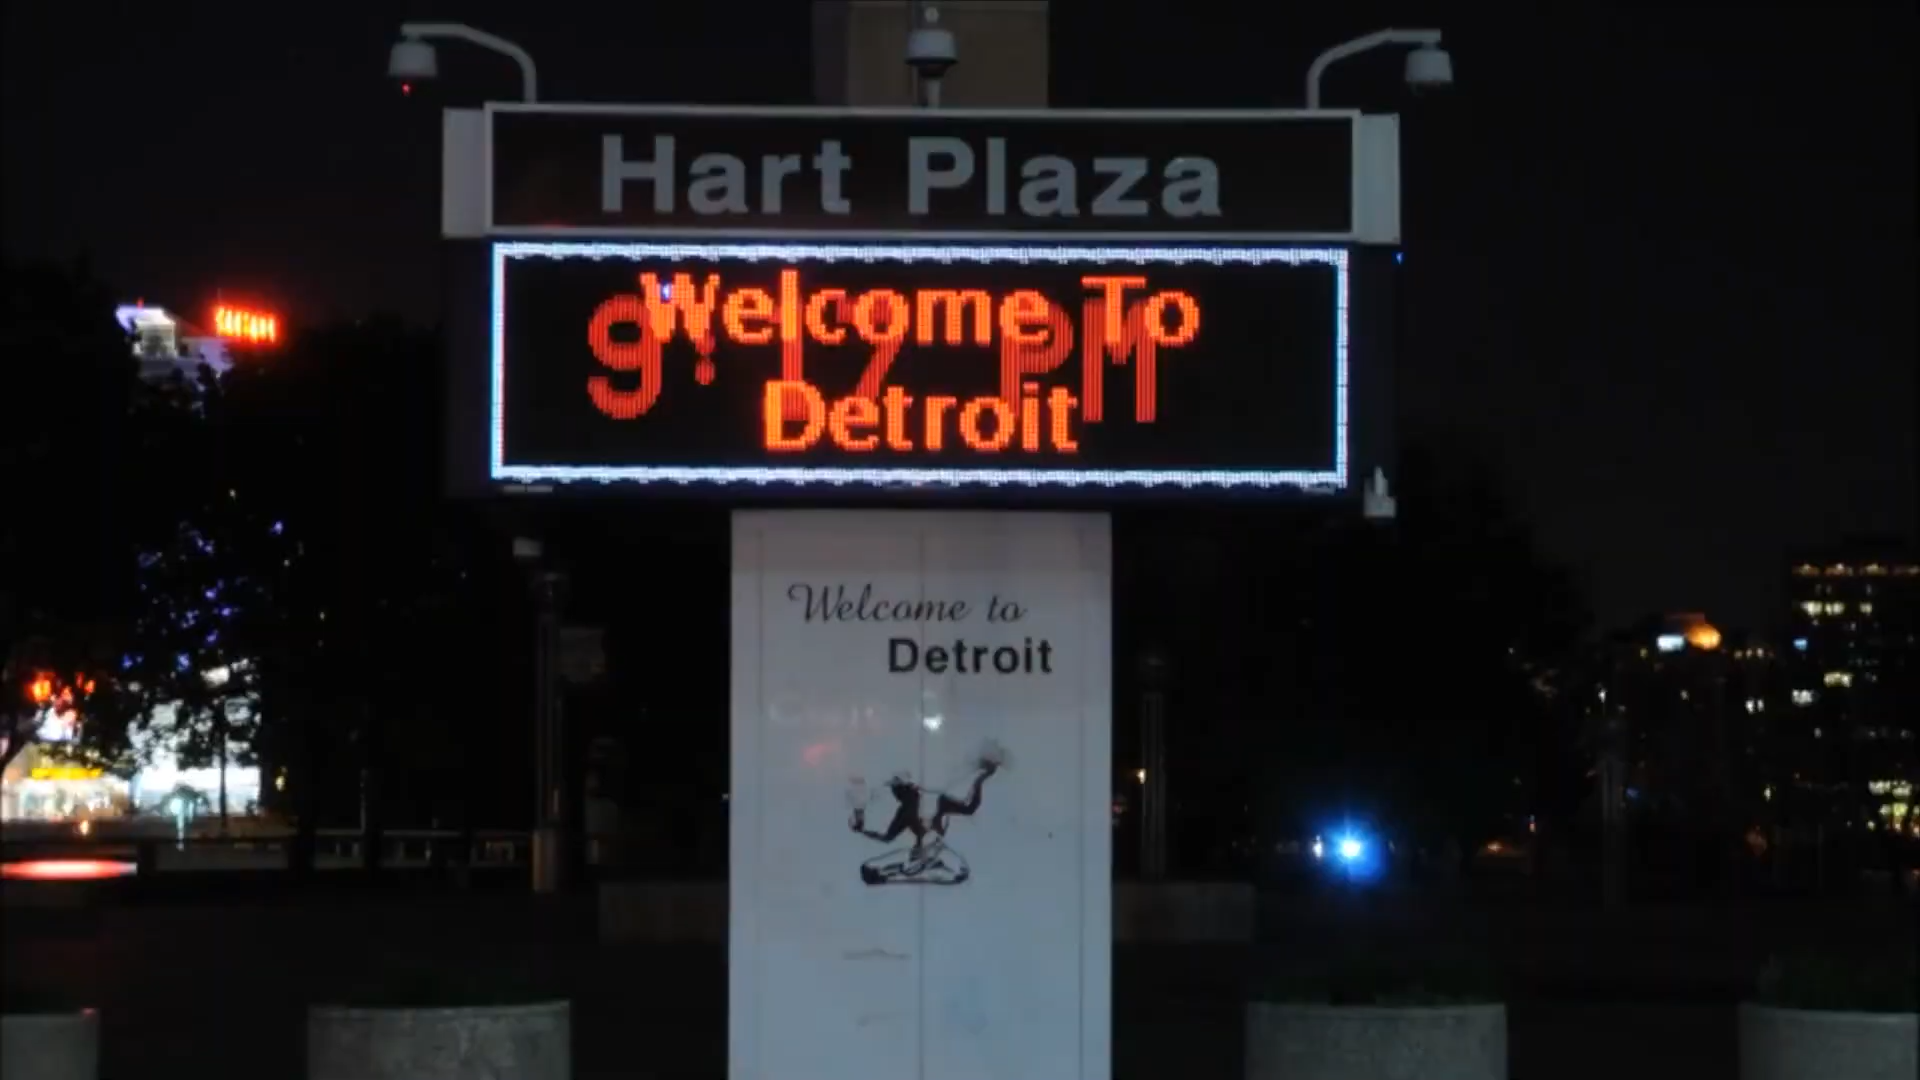 Hart Plaza
Welcome To
9:17 PM
Detroit
Welcome to
Detroit